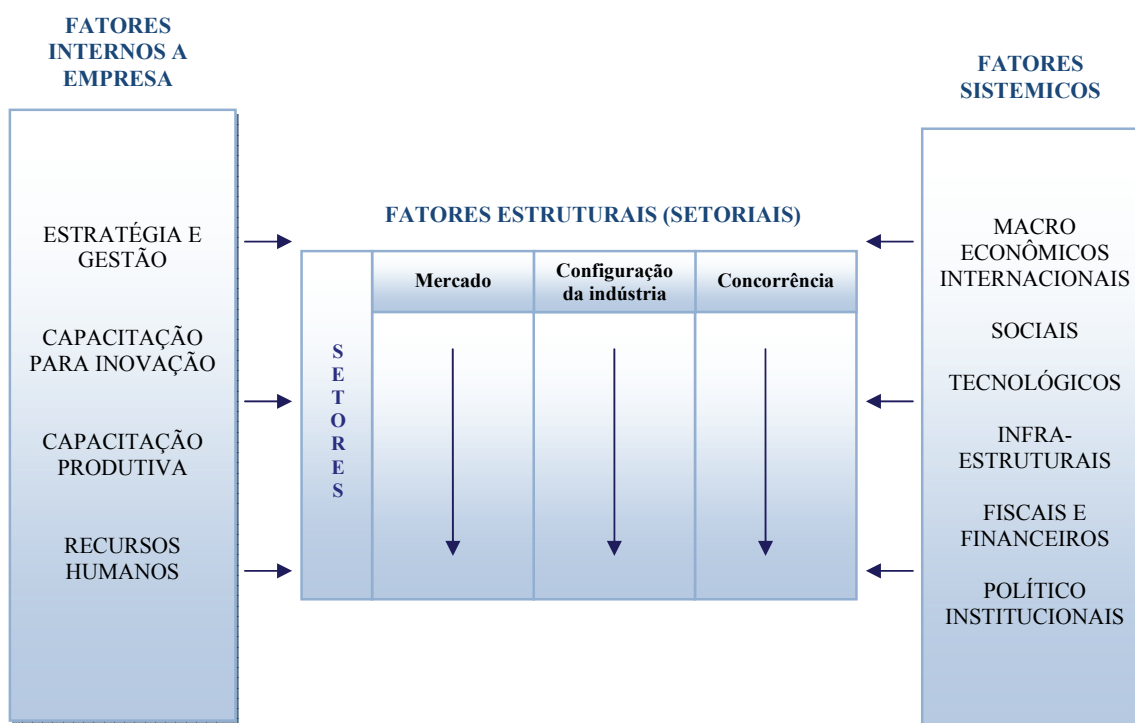 FATORES
INTERNOS A
EMPRESA
ESTRATÉGIA E
GESTÃO
CAPACITAÇÃO
PARA INOVAÇÃO
CAPACITAÇÃO
PRODUTIVA
RECURSOS
HUMANOS
FATORES ESTRUTURAIS (SETORIAIS)
SETORES
Mercado
Configuração
da indústria
Concorrência
FATORES
SISTEMICOS
MACRO
ECONÔMICOS
INTERNACIONAIS
SOCIAIS
TECNOLÓGICOS
INFRA-
ESTRUTURAIS
FISCAIS E
FINANCEIROS
POLÍTICO
INSTITUCIONAIS